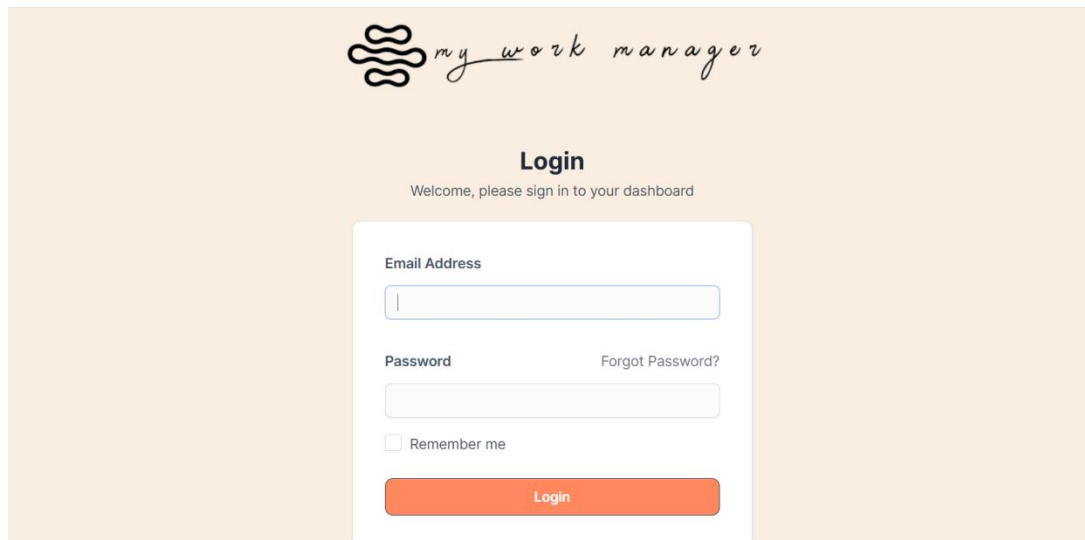 my work manager
Login
Welcome, please sign in to your dashboard
Email Address
Password
Forgot Password?
Remember me
Login